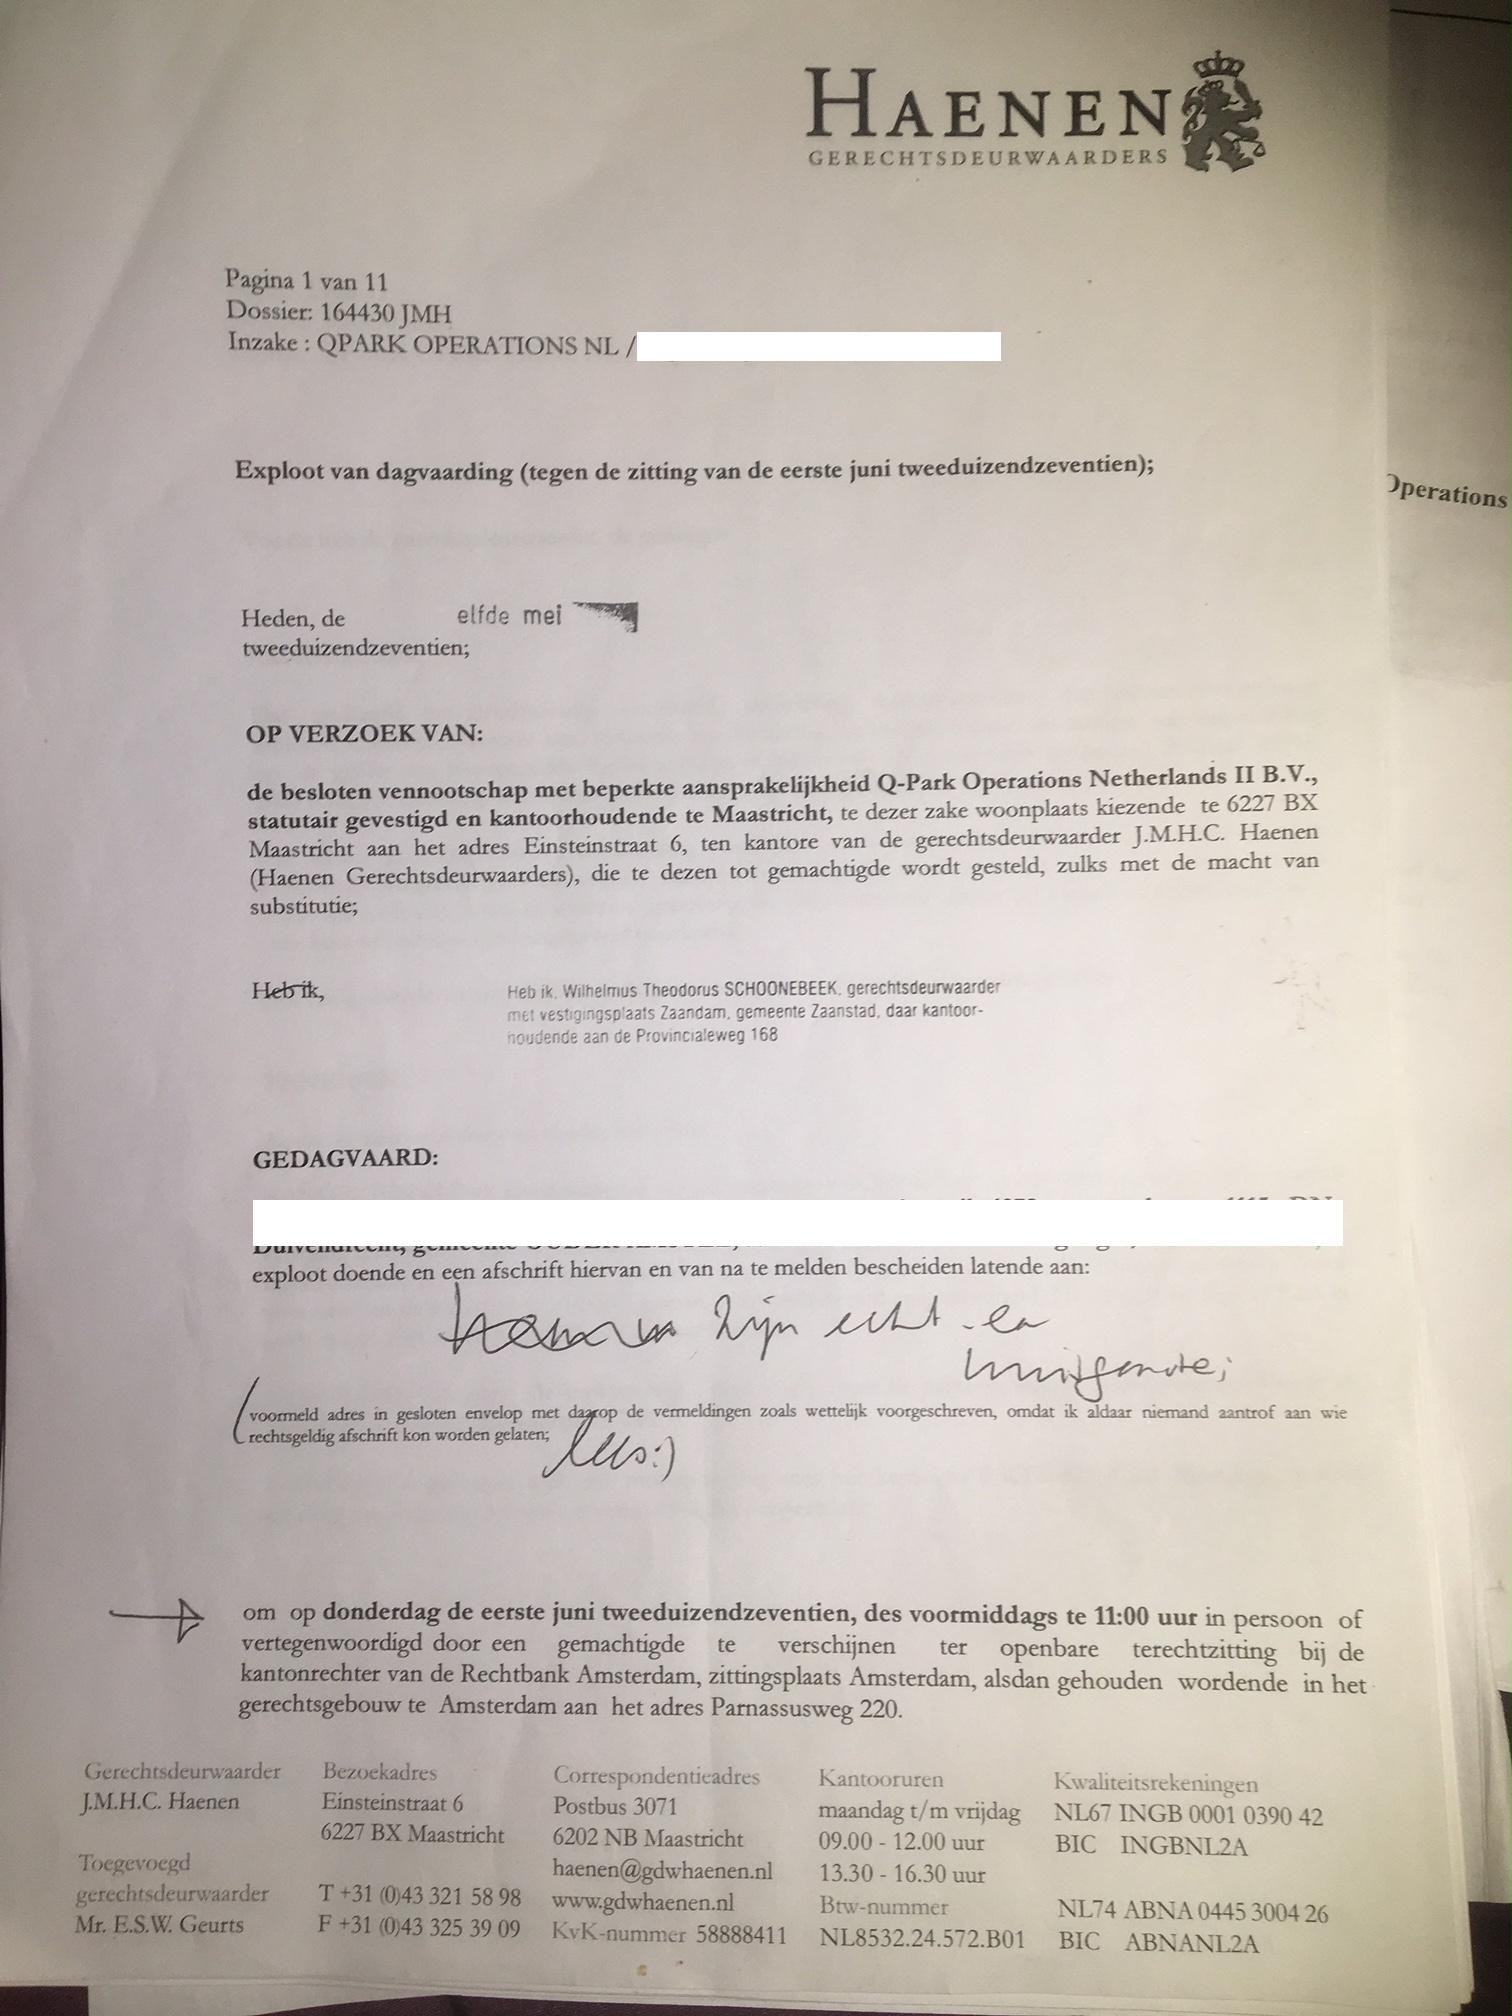 HAENEN
GERECHTSDEURWAARDERS
Pagina 1 van 11
Dossier: 164430 JMH
Inzake : QPARK OPERATIONS NL /
Exploot van dagvaarding (tegen de zitting van de eerste juni tweeduizendzeventien);
Operations
Heden, de elfde mei
tweeduizendzeventien;
OP VERZOEK VAN:
de besloten vennootschap met beperkte aansprakelijkheid Q-Park Operations Netherlands II B.V.,
statutair gevestigd en kantoorhoudende te Maastricht, te dezer zake woonplaats kiezende te 6227 BX
Maastricht aan het adres Einsteinstraat 6, ten kantore van de gerechtsdeurwaarder J.M.H.C. Haenen
(Haenen Gerechtsdeurwaarders), die te dezen tot gemachtigde wordt gesteld, zulks met de macht van
substitutie;
Heb ik,
Heb ik, Wilhelmus Theodorus SCHOONEBEEK, gerechtsdeurwaarder
met vestigingsplaats Zaandam, gemeente Zaanstad, daar kantoor-
houdende aan de Provincialeweg 168
GEDAGVAARD:
Duivendrecht, gemeente
exploot doende en een afschrift hiervan en van na te melden bescheiden latende aan:
zijn echt-en
huisgenote;
voormeld adres in gesloten envelop met daarop de vermeldingen zoals wettelijk voorgeschreven, omdat ik aldaar niemand aantrof aan wie
rechtsgeldig afschrift kon worden gelaten;
om op donderdag de eerste juni tweeduizendzeventien, des voormiddags te 11:00 uur in persoon of
vertegenwoordigd door een gemachtigde te verschijnen ter openbare terechtzitting bij de
kantonrechter van de Rechtbank Amsterdam, zittingsplaats Amsterdam, alsdan gehouden wordende in het
gerechtsgebouw te Amsterdam aan het adres Parnassusweg 220.
Gerechtsdeurwaarder
J.M.H.C. Haenen
Toegevoegd
gerechtsdeurwaarder
Mr. E.S.W. Geurts
Bezoekadres
Einsteinstraat 6
6227 BX Maastricht
T +31 (0)43 321 58 98
F +31 (0)43 325 39 09
Correspondentieadres
Postbus 3071
6202 NB Maastricht
haenen@gdwhaenen.nl
www.gdwhaenen.nl
KvK-nummer 58888411
Kantooruren
maandag t/m vrijdag
09.00 - 12.00 uur
13.30 - 16.30 uur
Btw-nummer
NL8532.24.572.B01
Kwaliteitsrekeningen
NL67 INGB 0001 0390 42
BIC INGBNL2A
NL74 ABNA 0445 3004 26
BIC ABNANL2A